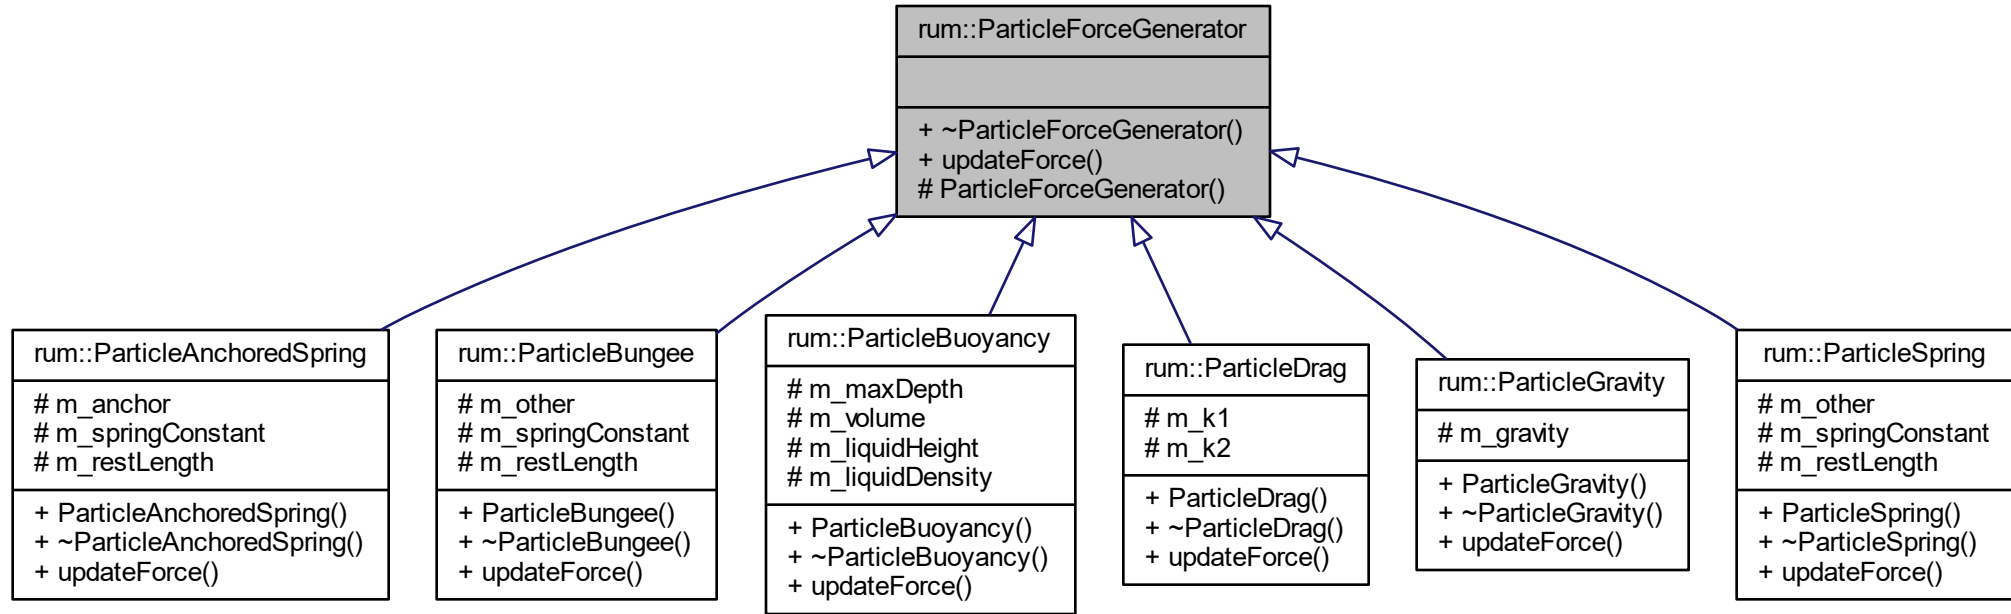 rum::ParticleForceGenerator
+ ~ParticleForceGenerator()
+ updateForce()
# ParticleForceGenerator()
rum::ParticleAnchoredSpring
# m_anchor
# m_springConstant
# m_restLength
+ ParticleAnchoredSpring()
+ ~ParticleAnchoredSpring()
+ updateForce()
rum::ParticleBungee
# m_other
# m_springConstant
# m_restLength
+ ParticleBungee()
+ ~ParticleBungee()
+ updateForce()
rum::ParticleBuoyancy
# m_maxDepth
# m_volume
# m_liquidHeight
# m_liquidDensity
+ ParticleBuoyancy()
+ ~ParticleBuoyancy()
+ updateForce()
rum::ParticleDrag
# m_k1
# m_k2
+ ParticleDrag()
+ ~ParticleDrag()
+ updateForce()
rum::ParticleGravity
# m_gravity
+ ParticleGravity()
+ ~ParticleGravity()
+ updateForce()
rum::ParticleSpring
# m_other
# m_springConstant
# m_restLength
+ ParticleSpring()
+ ~ParticleSpring()
+ updateForce()